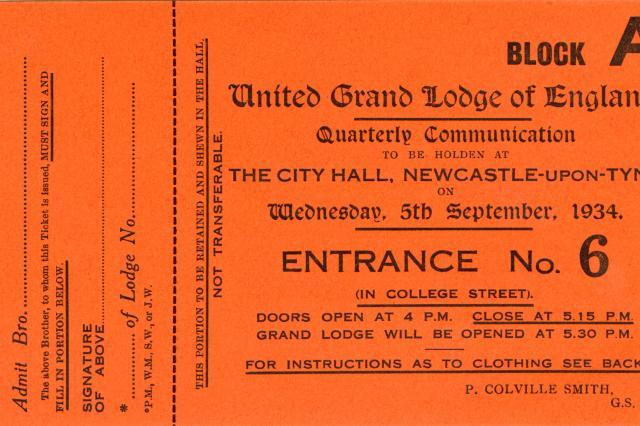 Admit Bro.
The above Brother, to whom this Ticket is issued, MUST SIGN AND
FILL IN PORTION BELOW.
SIGNATURE
OF ABOVE
* of Lodge No.
*P.M., W.M., S.W., or J.W.
THIS PORTION TO BE RETAINED AND SHEWN IN THE HALL.
NOT TRANSFERABLE.
BLOCK A
United Grand Lodge of Englan
Quarterly Communication
TO BE HOLDEN AT
THE CITY HALL, NEWCASTLE-UPON-TYN
ON
Wednesday, 5th September, 1934.
ENTRANCE No. 6
(IN COLLEGE STREET).
DOORS OPEN AT 4 P.M. CLOSE AT 5.15 P.M.
GRAND LODGE WILL BE OPENED AT 5.30 P.M.
FOR INSTRUCTIONS AS TO CLOTHING SEE BACK
P. COLVILLE SMITH,
G.S.